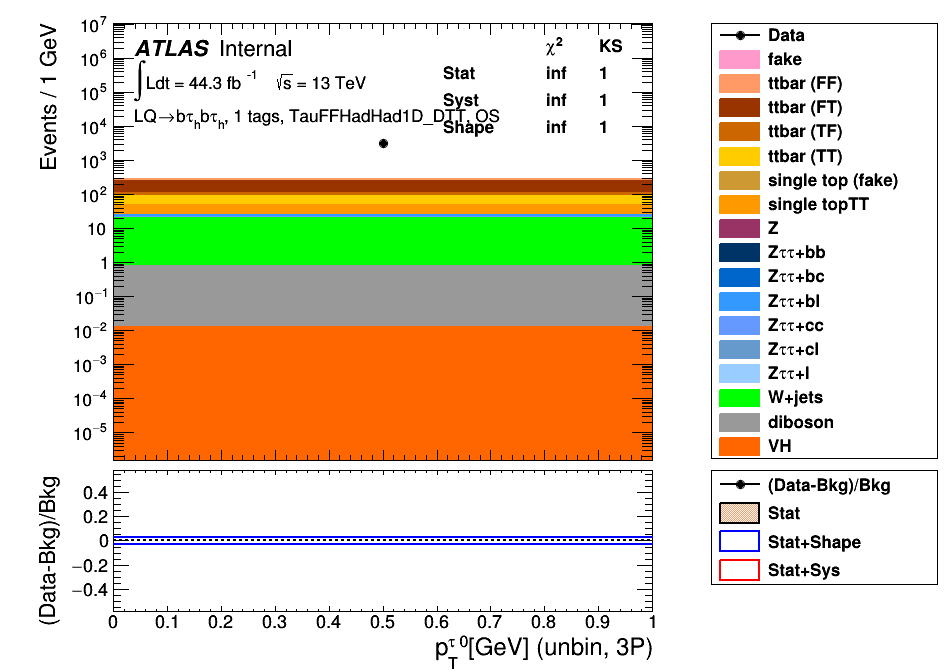 Events / 1 GeV
10⁷
10⁶
10⁵
10⁴
10³
10²
10
1
10⁻¹
10⁻²
10⁻³
10⁻⁴
10⁻⁵
ATLAS Internal
∫Ldt = 44.3 fb⁻¹ √s = 13 TeV
LQ→bτₕbτₕ, 1 tags, TauFFHadHad1D_DTT, OS
χ² KS
Stat inf 1
Syst inf 1
Shape inf 1
Data
fake
ttbar (FF)
ttbar (FT)
ttbar (TF)
ttbar (TT)
single top (fake)
single topTT
Z
Zττ+bb
Zττ+bc
Zττ+bl
Zττ+cc
Zττ+cl
Zττ+l
W+jets
diboson
VH
(Data-Bkg)/Bkg
0.4
0.2
0
−0.2
−0.4
0 0.1 0.2 0.3 0.4 0.5 0.6 0.7 0.8 0.9 1
p_T^{τ 0}[GeV] (unbin, 3P)
(Data-Bkg)/Bkg
Stat
Stat+Shape
Stat+Sys